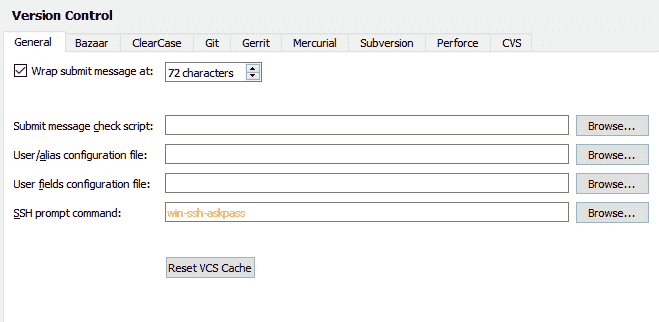 Version Control
General Bazaar ClearCase Git Gerrit Mercurial Subversion Perforce CVS
Wrap submit message at: 72 characters
Submit message check script: Browse...
User/alias configuration file: Browse...
User fields configuration file: Browse...
SSH prompt command: win-ssh-askpass Browse...
Reset VCS Cache